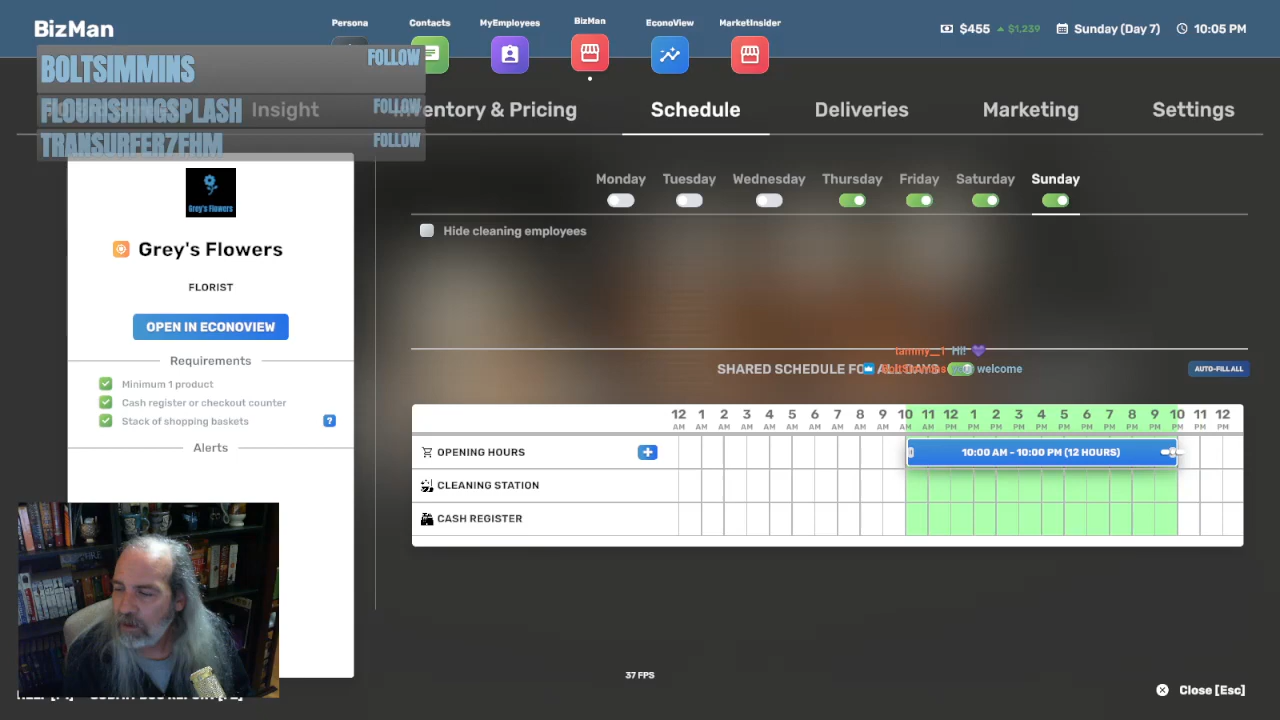 BizMan
Persona
Contacts
MyEmployees
BizMan
EconoView
MarketInsider
$455
$1,239
Sunday (Day 7)
10:05 PM
BOLTSIMMINS
FOLLOW
FLOURISHINGSPLASH
FOLLOW
TRANSURFER7FHM
FOLLOW
Insight
ventory & Pricing
Schedule
Deliveries
Marketing
Settings
Grey's Flowers
Grey's Flowers
FLORIST
OPEN IN ECONOVIEW
Requirements
Minimum 1 product
Cash register or checkout counter
Stack of shopping baskets
?
Alerts
Monday
Tuesday
Wednesday
Thursday
Friday
Saturday
Sunday
Hide cleaning employees
tammy__1 Hi!
welcome
SHARED SCHEDULE FOR ALL DAYS
AUTO-FILL ALL
12 1 2 3 4 5 6 7 8 9 10 11 12 1 2 3 4 5 6 7 8 9 10 11 12
AM AM AM AM AM AM AM AM AM AM AM AM PM PM PM PM PM PM PM PM PM PM PM PM AM
OPENING HOURS
10:00 AM - 10:00 PM (12 HOURS)
CLEANING STATION
CASH REGISTER
37 FPS
Close [Esc]